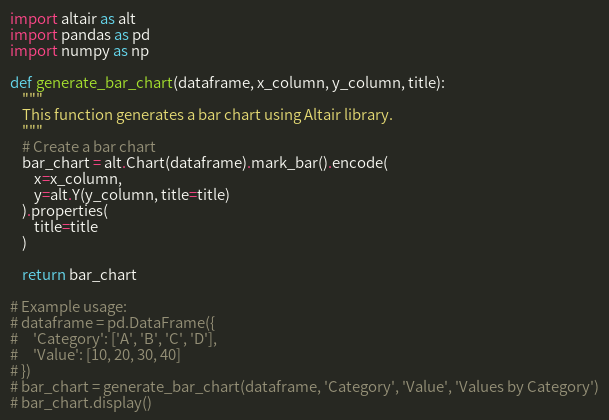 import altair as alt
import pandas as pd
import numpy as np

def generate_bar_chart(dataframe, x_column, y_column, title):
    """
    This function generates a bar chart using Altair library.
    """
    # Create a bar chart
    bar_chart = alt.Chart(dataframe).mark_bar().encode(
        x=x_column,
        y=alt.Y(y_column, title=title)
    ).properties(
        title=title
    )

    return bar_chart

# Example usage:
# dataframe = pd.DataFrame({
#     'Category': ['A', 'B', 'C', 'D'],
#     'Value': [10, 20, 30, 40]
# })
# bar_chart = generate_bar_chart(dataframe, 'Category', 'Value', 'Values by Category')
# bar_chart.display()